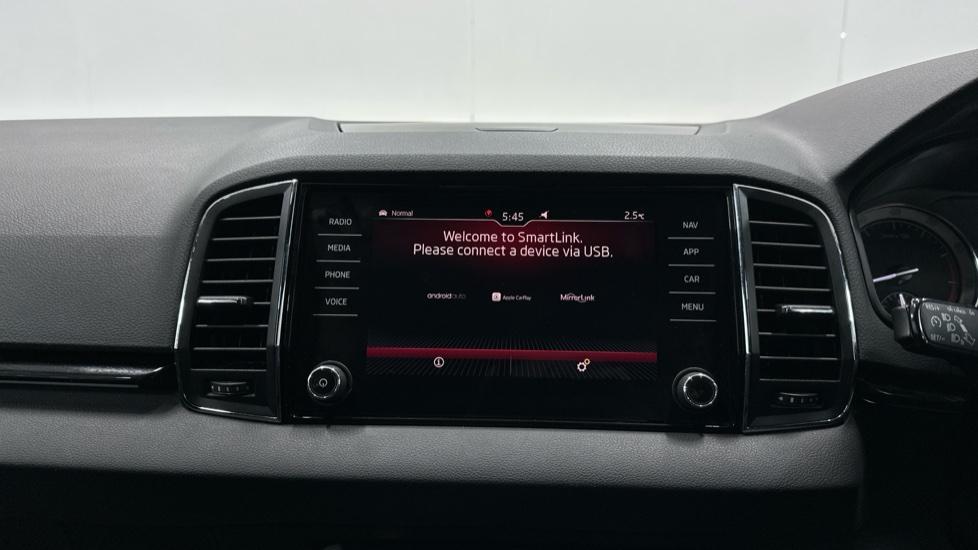 Normal 5:45 2.5°C
RADIO
MEDIA
PHONE
VOICE
Welcome to SmartLink.
Please connect a device via USB.
androidauto Apple CarPlay MirrorLink
NAV
APP
CAR
MENU